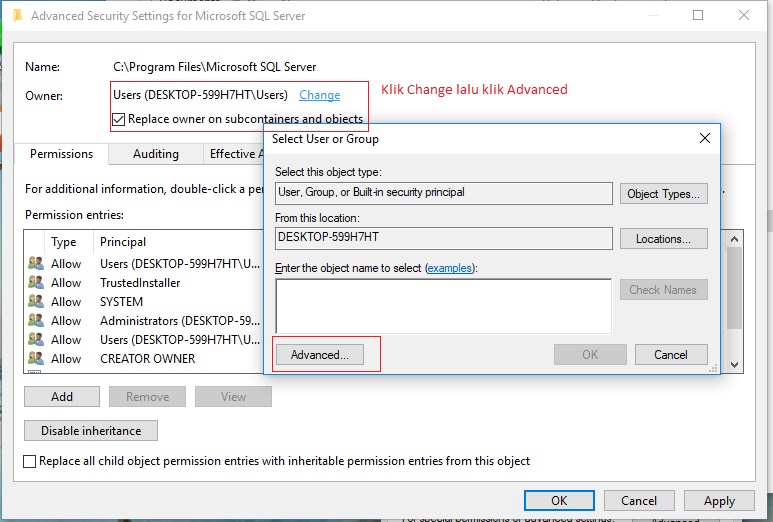 Advanced Security Settings for Microsoft SQL Server
Name: C:\Program Files\Microsoft SQL Server
Owner: Users (DESKTOP-599H7HT\Users) Change
Klik Change lalu klik Advanced
Replace owner on subcontainers and objects
Permissions Auditing Effective A
For additional information, double-click a pe
Permission entries:
Type Principal
Allow Users (DESKTOP-599H7HT\U...
Allow TrustedInstaller
Allow SYSTEM
Allow Administrators (DESKTOP-59...
Allow Users (DESKTOP-599H7HT\U...
Allow CREATOR OWNER
Select User or Group
Select this object type:
User, Group, or Built-in security principal
Object Types...
From this location:
DESKTOP-599H7HT
Locations...
Enter the object name to select (examples):
Check Names
Advanced...
OK
Cancel
Add Remove View
Disable inheritance
Replace all child object permission entries with inheritable permission entries from this object
OK Cancel Apply